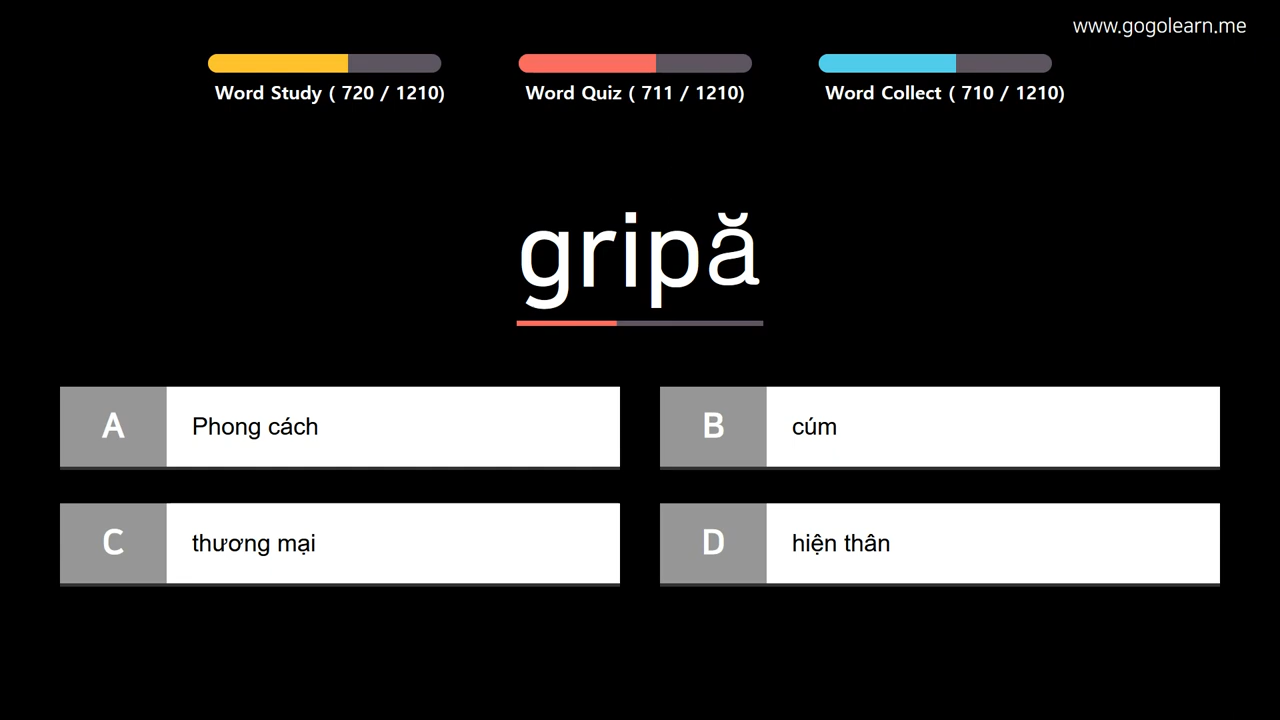 www.gogolearn.me
Word Study ( 720 / 1210)
Word Quiz ( 711 / 1210)
Word Collect ( 710 / 1210)
gripă
A
Phong cách
B
cúm
C
thương mại
D
hiện thân